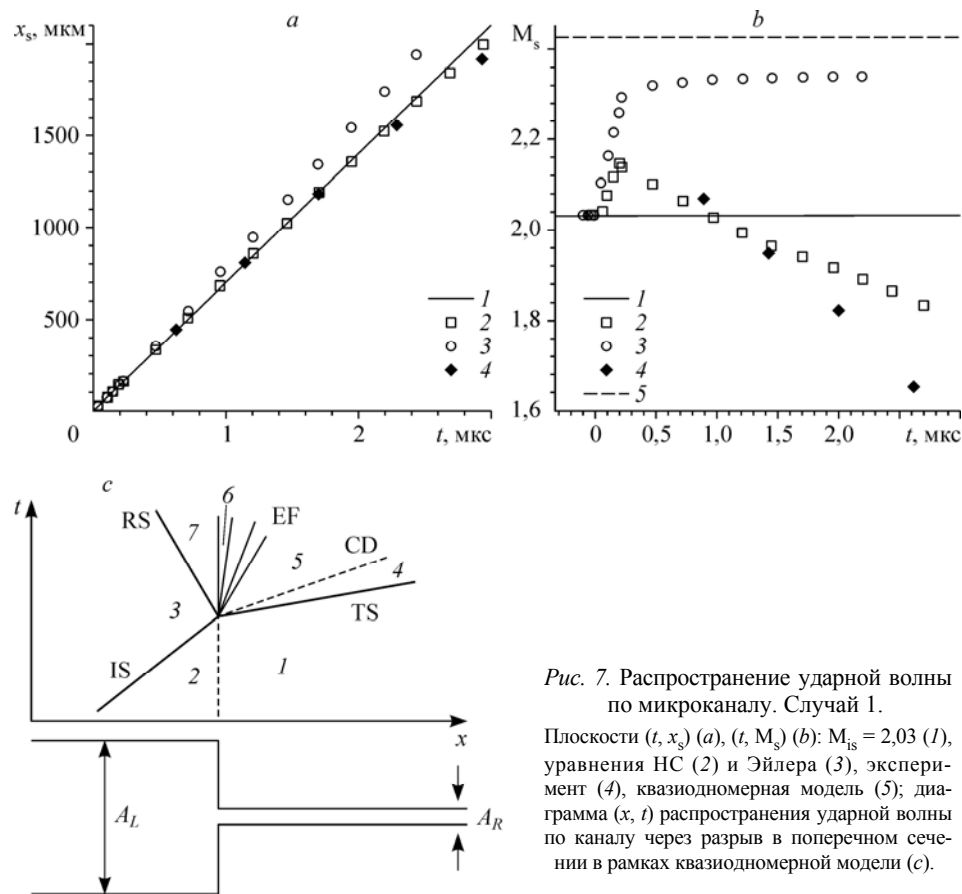 x_s, мкм
a
1500
1000
500
0
1
2
t, мкс
1
2
3
4
M_s
b
2,2
2,0
1,8
1,6
0
0,5
1,0
1,5
2,0
t, мкс
1
2
3
4
5
c
t
RS
7
6
EF
5
CD
4
TS
3
IS
2
1
x
A_L
A_R
Рис. 7. Распространение ударной волны
по микроканалу. Случай 1.
Плоскости (t, x_s) (a), (t, M_s) (b): M_is = 2,03 (1),
уравнения НС (2) и Эйлера (3), экспери-
мент (4), квазиодномерная модель (5); диа-
грамма (x, t) распространения ударной волны
по каналу через разрыв в поперечном сече-
нии в рамках квазиодномерной модели (c).